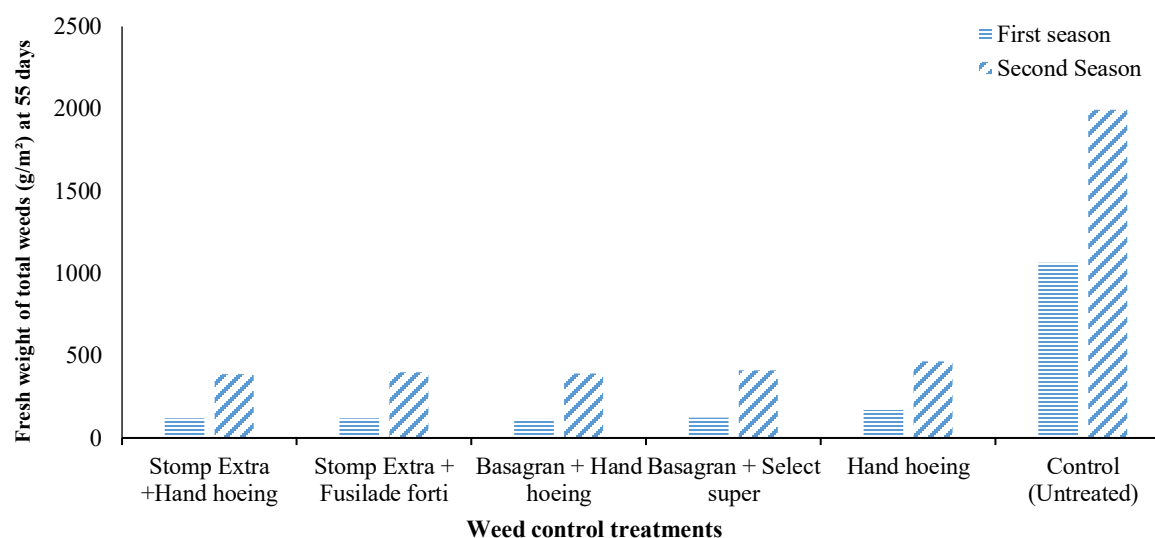 Fresh weight of total weeds (g/m²) at 55 days
2500
2000
1500
1000
500
0
First season
Second Season
Stomp Extra
+Hand hoeing
Stomp Extra +
Fusilade forti
Basagran + Hand
hoeing
Basagran + Select
super
Hand hoeing
Control
(Untreated)
Weed control treatments